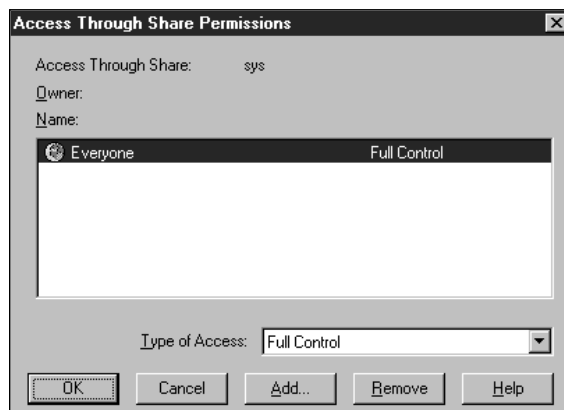 Access Through Share Permissions
Access Through Share: sys
Owner:
Name:
Everyone Full Control
Type of Access: Full Control
OK Cancel Add... Remove Help